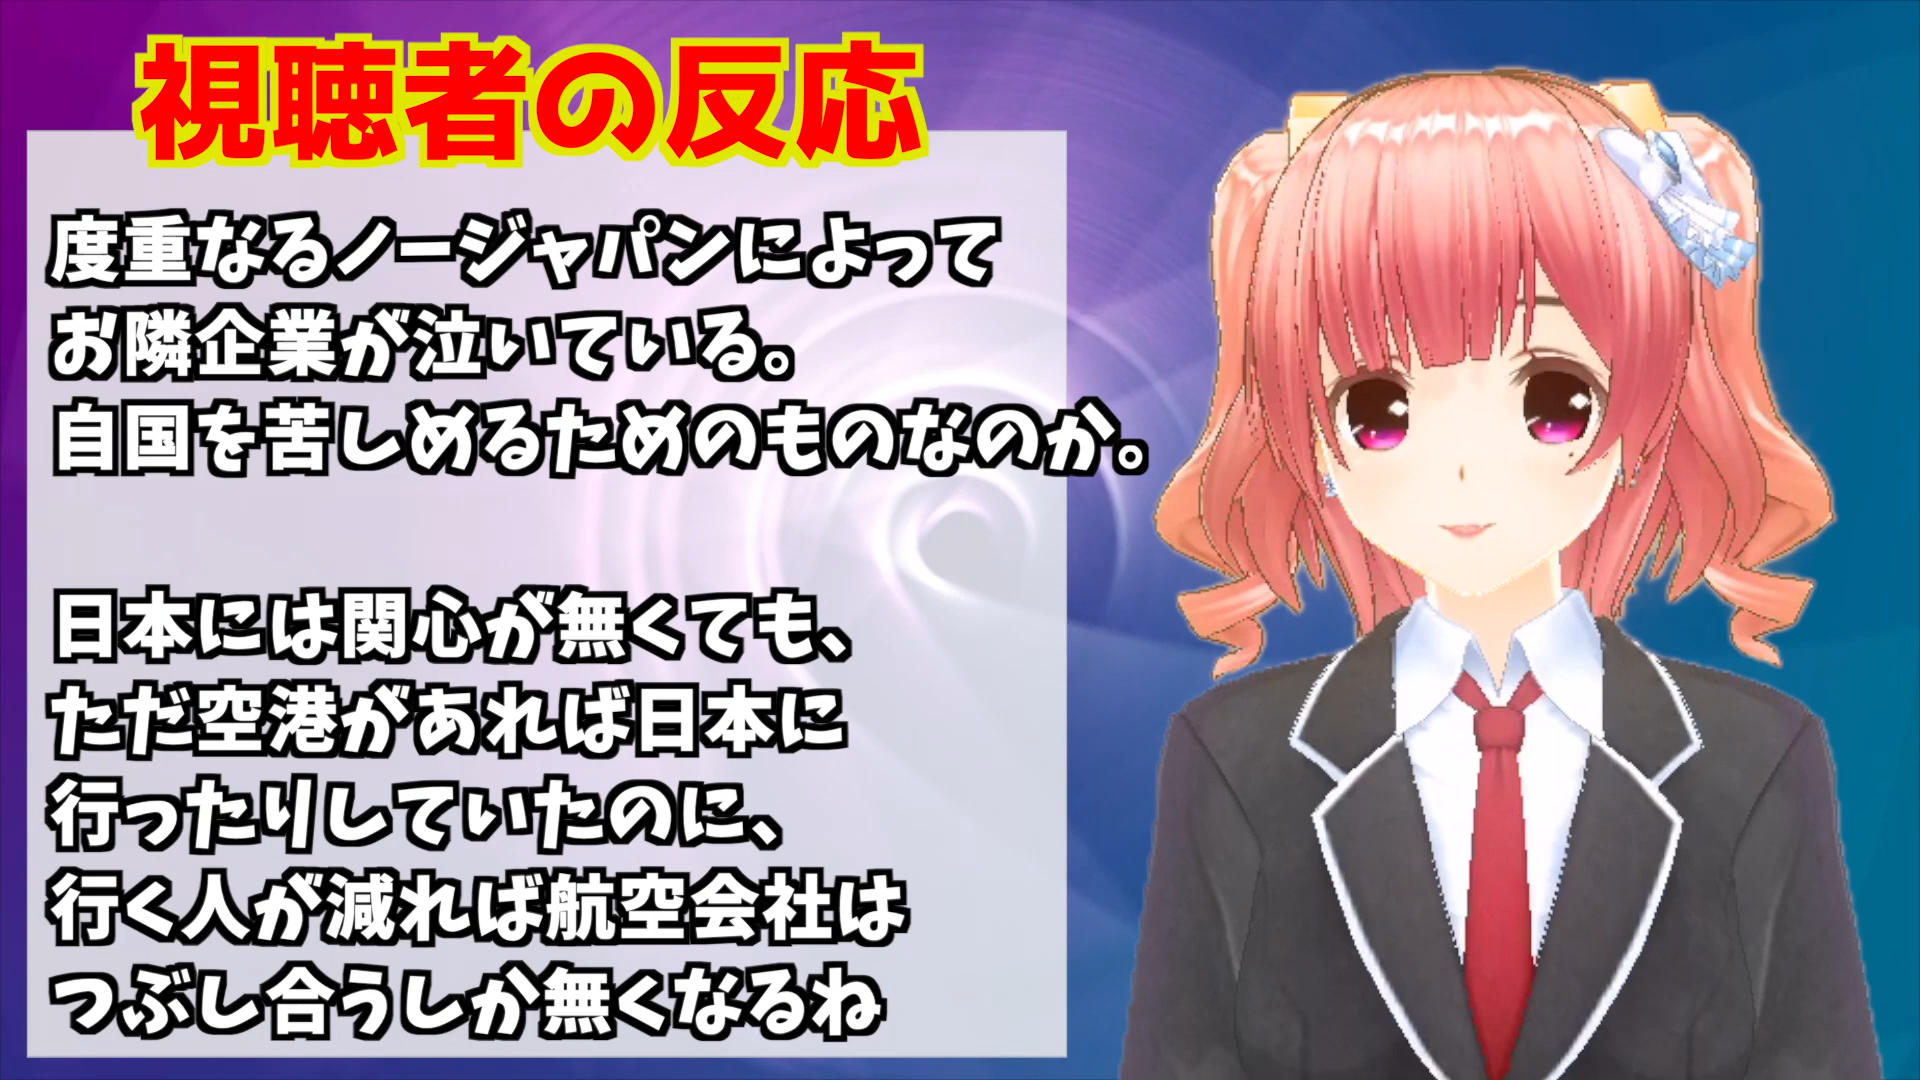 視聴者の反応
度重なるノージャパンによって
お隣企業が泣いている。
自国を苦しめるためのものなのか。
日本には関心が無くても、
ただ空港があれば日本に
行ったりしていたのに、
行く人が減れば航空会社は
つぶし合うしか無くなるね